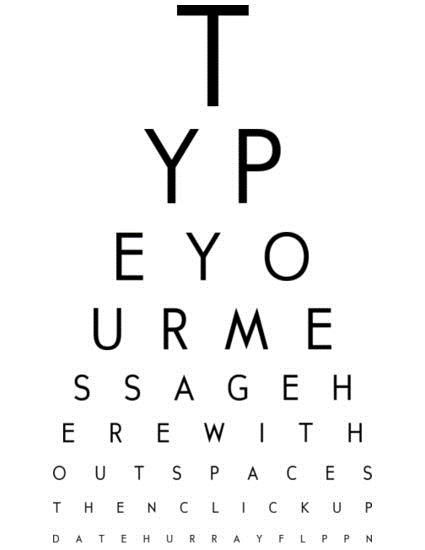 T
Y P
E Y O
U R M E
S S A G E H
E R E W I T H
O U T S P A C E S
T H E N C L I C K U P
D A T E H U R R A Y F L P P N